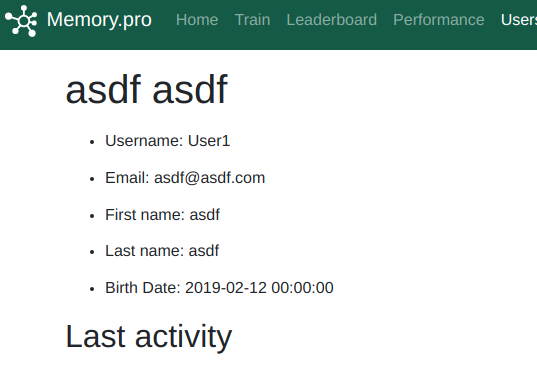 Memory.pro Home Train Leaderboard Performance Users
asdf asdf
Username: User1
Email: asdf@asdf.com
First name: asdf
Last name: asdf
Birth Date: 2019-02-12 00:00:00
Last activity